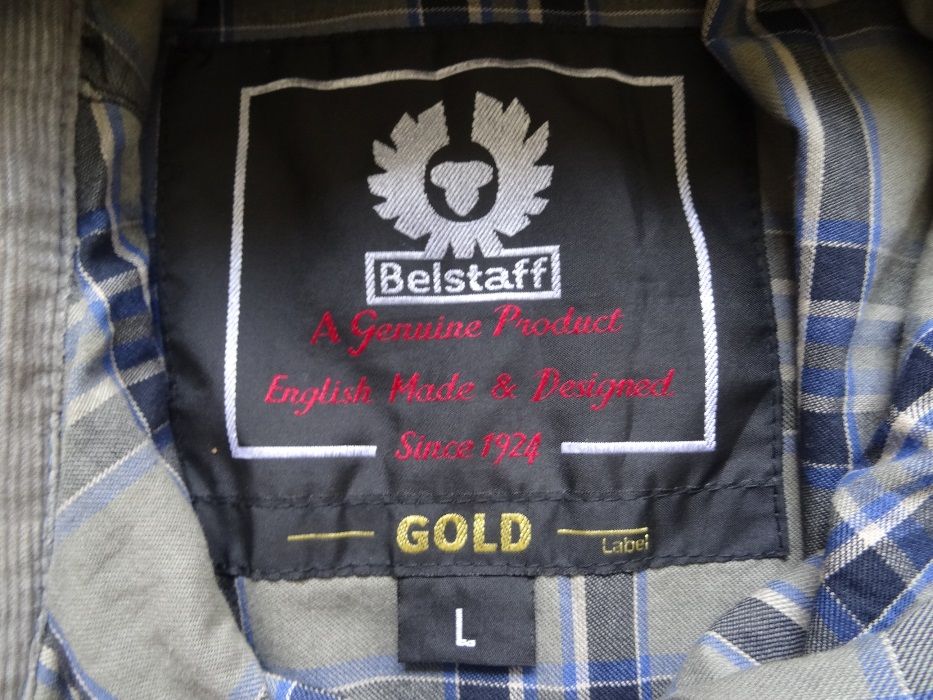 Belstaff
A Genuine Product
English Made & Designed.
Since 1924
GOLD
Label
L